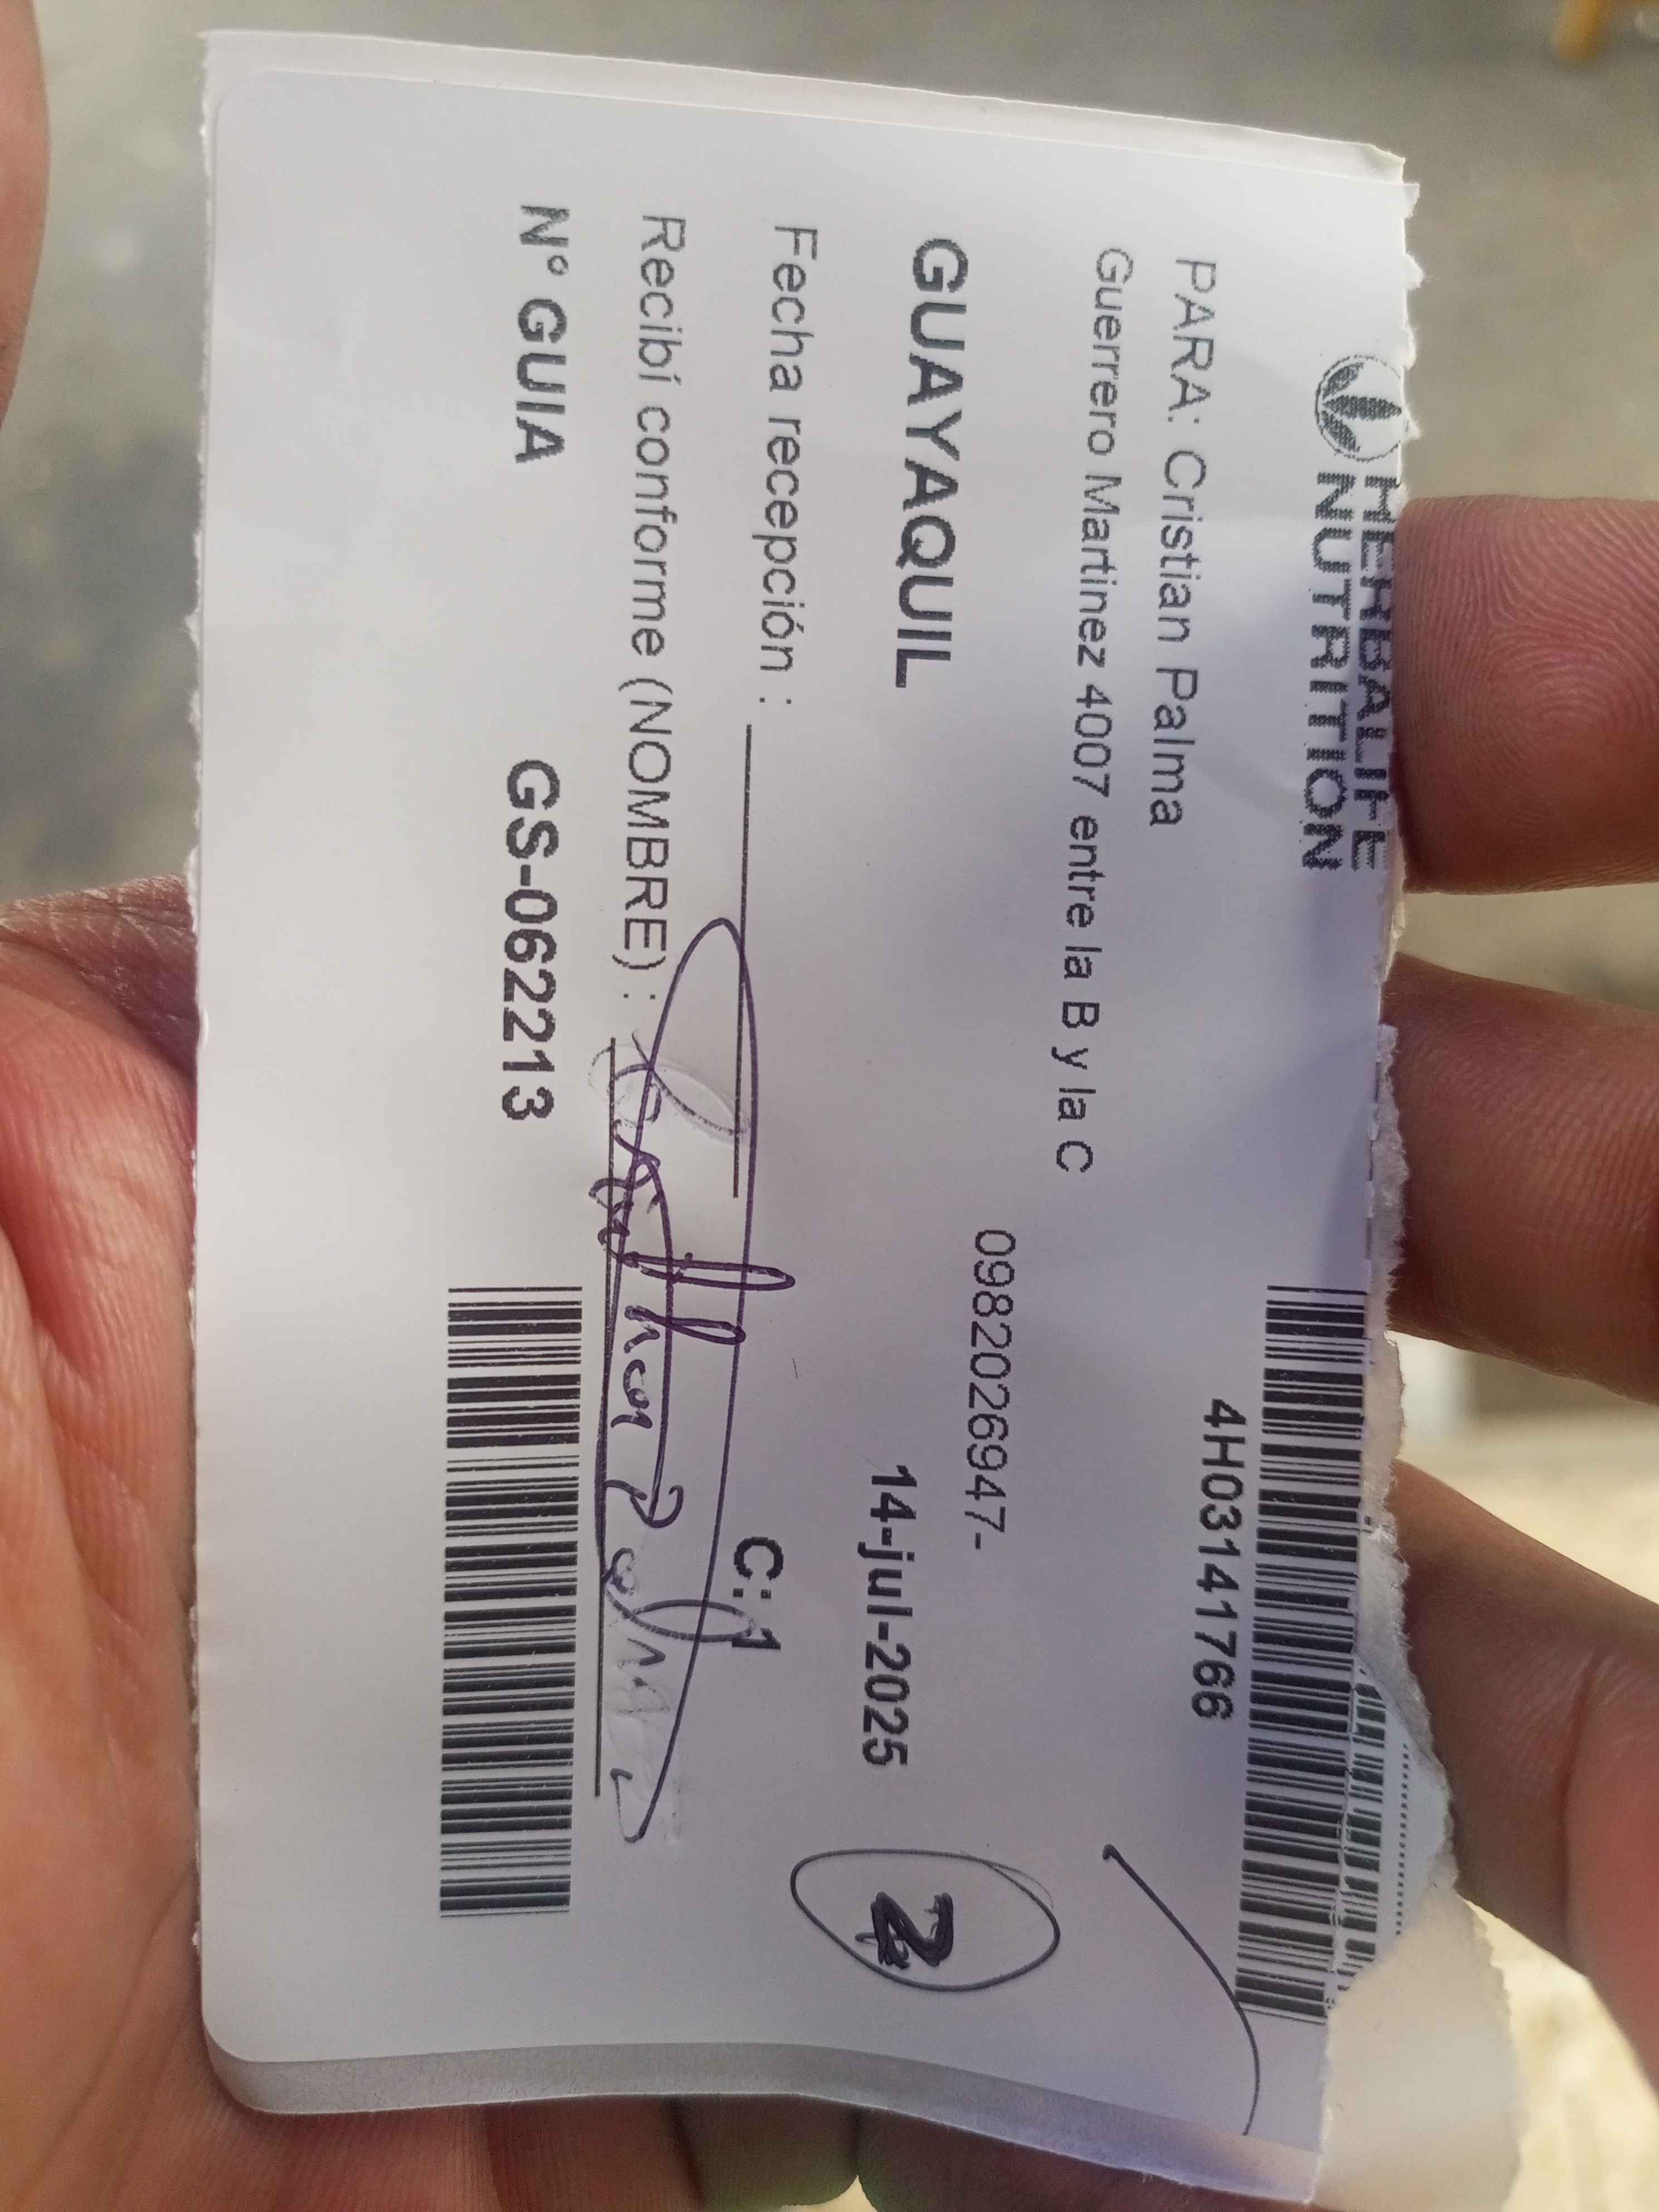 HERBALIFE
NUTRITION
4H03141766
PARA: Cristian Palma
Guerrero Martinez 4007 entre la B y la C
0982026947-
GUAYAQUIL
14-jul-2025
2
Fecha recepción :
C:1
Recibí conforme (NOMBRE) :
N° GUIA
GS-062213